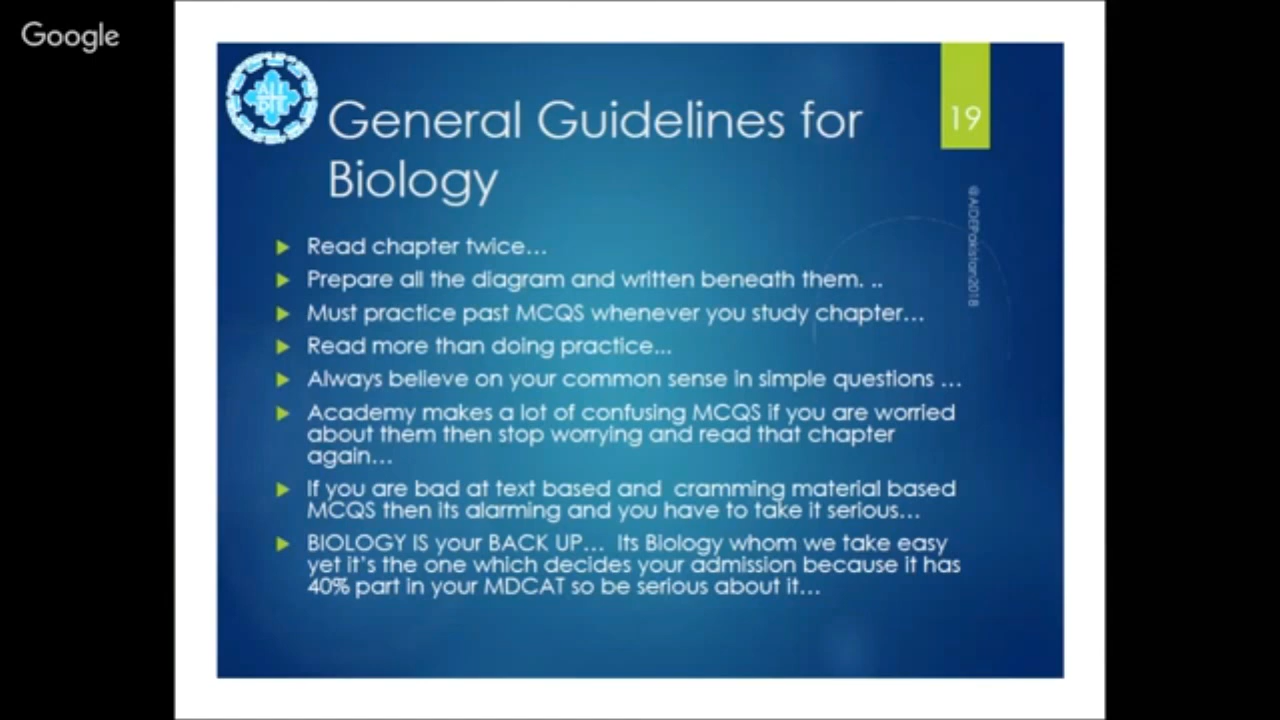 Google
General Guidelines for
Biology
19
@AIOEPakistan2018
Read chapter twice...
Prepare all the diagram and written beneath them. ..
Must practice past MCQS whenever you study chapter...
Read more than doing practice...
Always believe on your common sense in simple questions ...
Academy makes a lot of confusing MCQS if you are worried
about them then stop worrying and read that chapter
again...
If you are bad at text based and  cramming material based
MCQS then its alarming and you have to take it serious...
BIOLOGY IS your BACK UP...  Its Biology whom we take easy
yet it's the one which decides your admission because it has
40% part in your MDCAT so be serious about it...